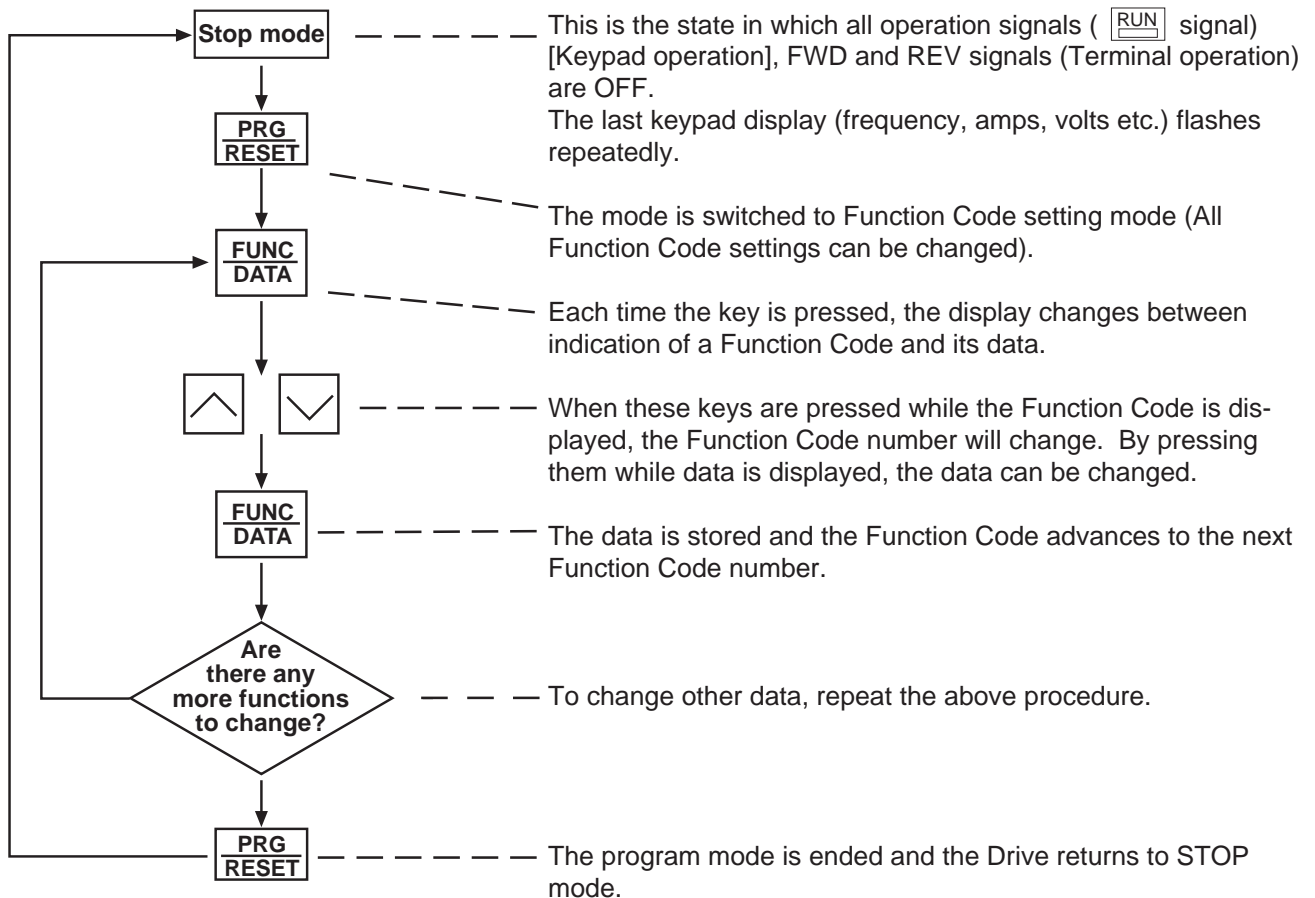 Stop mode
This is the state in which all operation signals ( RUN signal)
[Keypad operation], FWD and REV signals (Terminal operation)
are OFF.
The last keypad display (frequency, amps, volts etc.) flashes
repeatedly.
PRG
RESET
The mode is switched to Function Code setting mode (All
Function Code settings can be changed).
FUNC
DATA
Each time the key is pressed, the display changes between
indication of a Function Code and its data.
When these keys are pressed while the Function Code is dis-
played, the Function Code number will change.  By pressing
them while data is displayed, the data can be changed.
FUNC
DATA
The data is stored and the Function Code advances to the next
Function Code number.
Are
there any
more functions
to change?
To change other data, repeat the above procedure.
PRG
RESET
The program mode is ended and the Drive returns to STOP
mode.